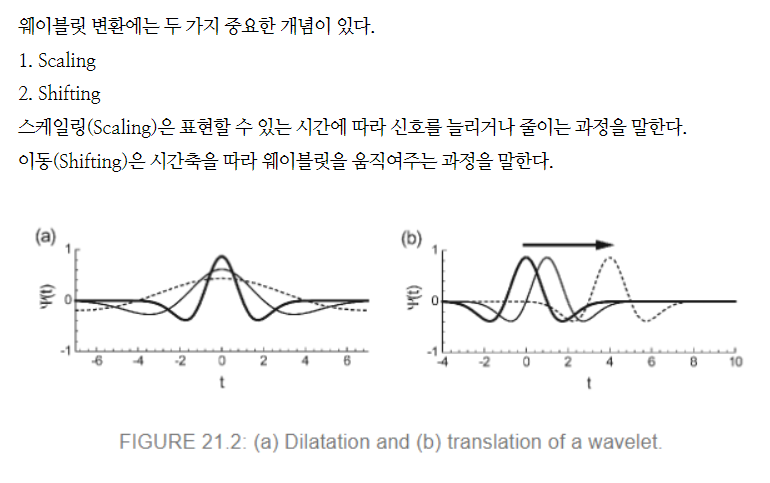 웨이블릿 변환에는 두 가지 중요한 개념이 있다.
1. Scaling
2. Shifting
스케일링(Scaling)은 표현할 수 있는 시간에 따라 신호를 늘리거나 줄이는 과정을 말한다.
이동(Shifting)은 시간축을 따라 웨이블릿을 움직여주는 과정을 말한다.
(a)
1
0
-1
Ψ(t)
-6 -4 -2 0 2 4 6
t
(b)
1
0
-1
Ψ(t)
-4 -2 0 2 4 6 8 10
t
FIGURE 21.2: (a) Dilatation and (b) translation of a wavelet.